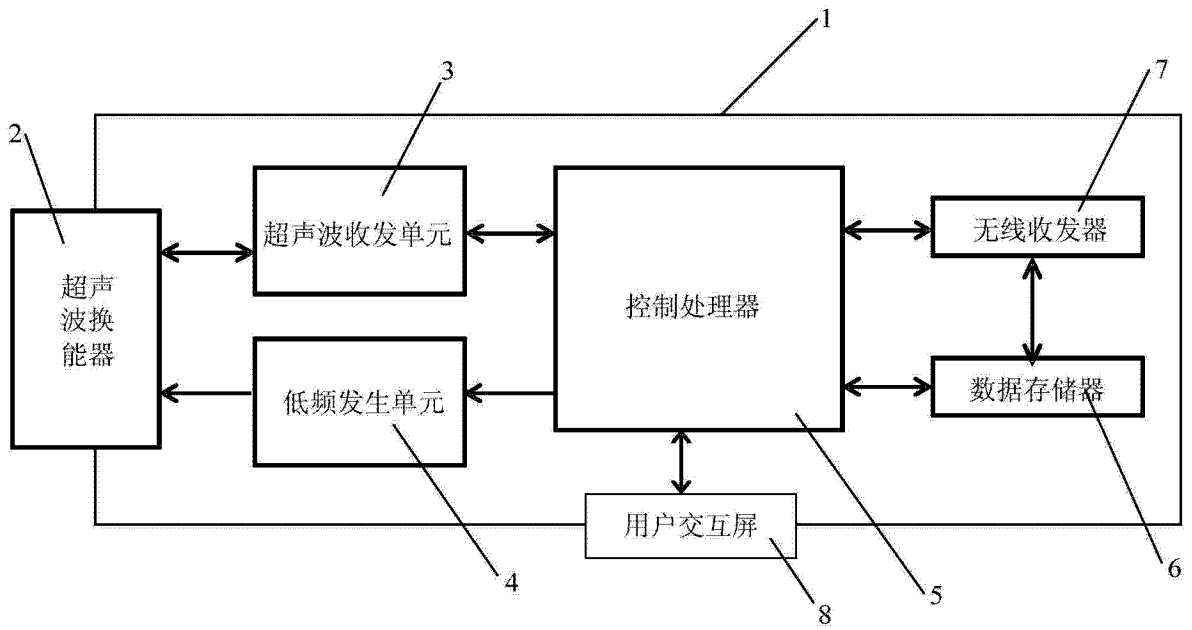 1
3
7
2
超声波收发单元
无线收发器
超声
波换
能器
控制处理器
低频发生单元
数据存储器
用户交互屏
4
8
5
6